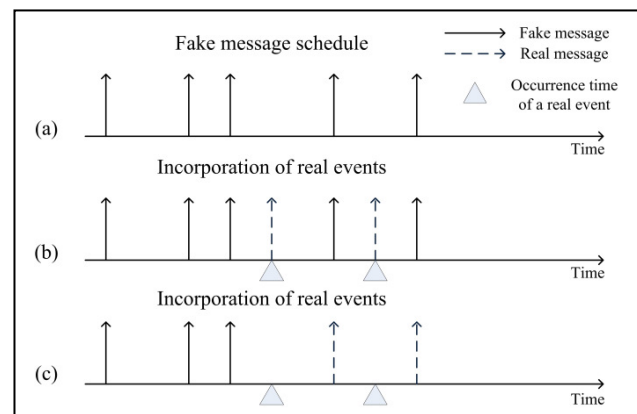 Fake message schedule
Fake message
Real message
Occurrence time
of a real event
(a)
Time
Incorporation of real events
(b)
Time
Incorporation of real events
(c)
Time